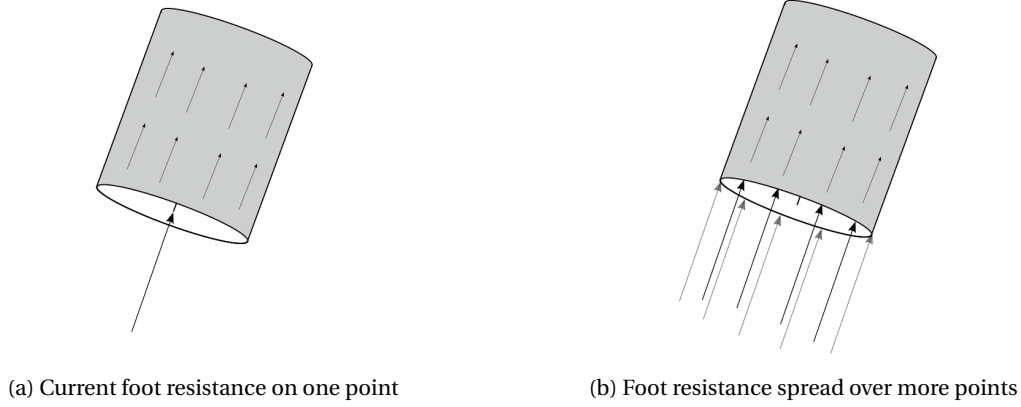 (a) Current foot resistance on one point
(b) Foot resistance spread over more points